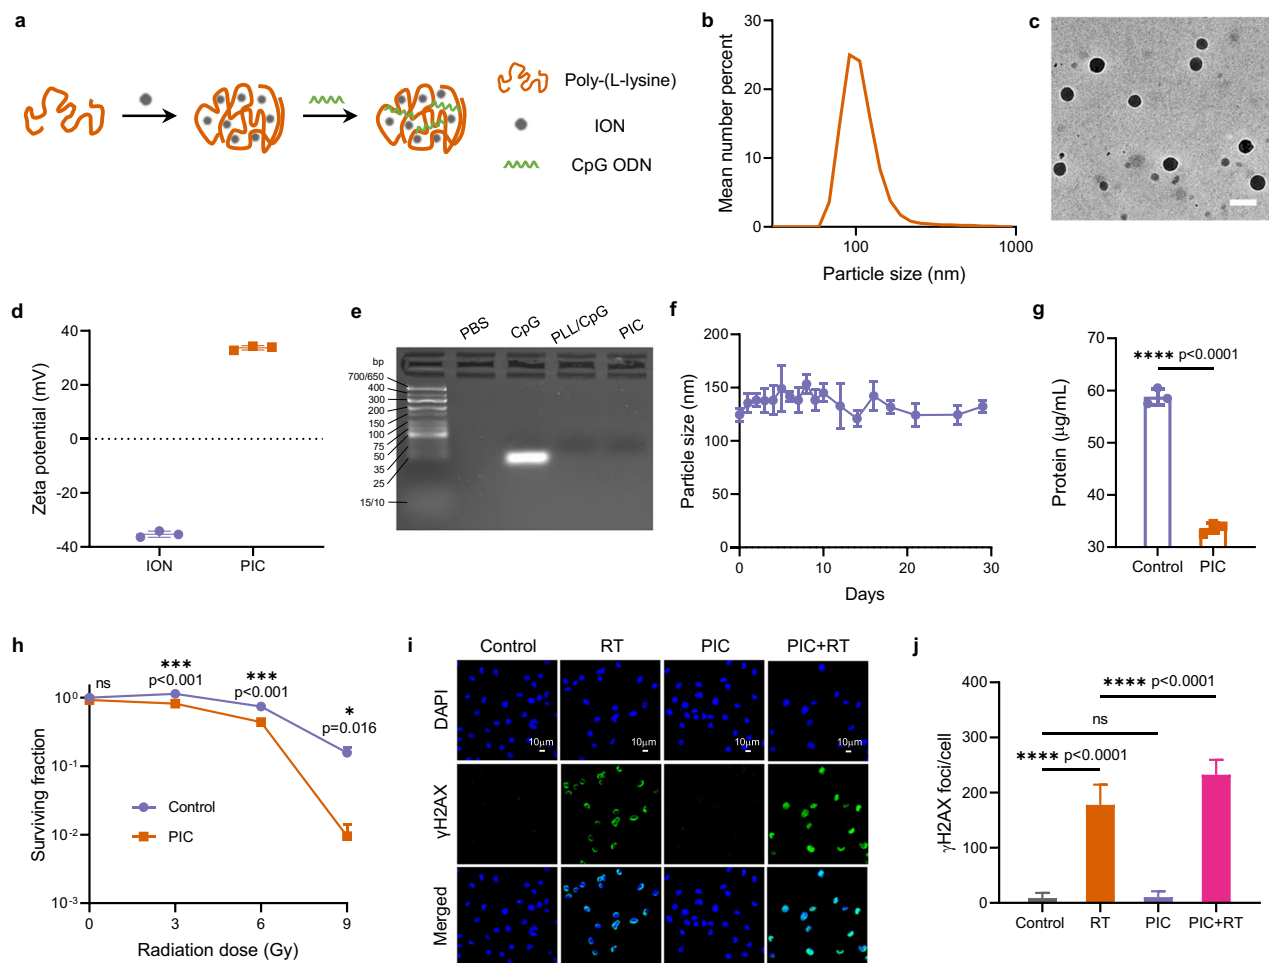 a
Poly-(L-lysine)
ION
CpG ODN
b
Mean number percent
30
20
10
0
100
1000
Particle size (nm)
c
d
Zeta potential (mV)
40
20
0
-20
-40
ION
PIC
e
PBS
CpG
PLL/CpG
PIC
bp
700/650
400
300
200
150
100
75
50
35
25
15/10
f
Particle size (nm)
200
150
100
50
0
0
10
20
30
Days
g
Protein (μg/mL)
70
60
50
40
30
**** p<0.0001
Control
PIC
h
Surviving fraction
10⁰
10⁻¹
10⁻²
10⁻³
ns
***
p<0.001
***
p<0.001
*
p=0.016
Control
PIC
0
3
6
9
Radiation dose (Gy)
i
Control
RT
PIC
PIC+RT
DAPI
10μm
10μm
10μm
10μm
γH2AX
Merged
j
γH2AX foci/cell
400
300
200
100
0
**** p<0.0001
ns
**** p<0.0001
Control
RT
PIC
PIC+RT